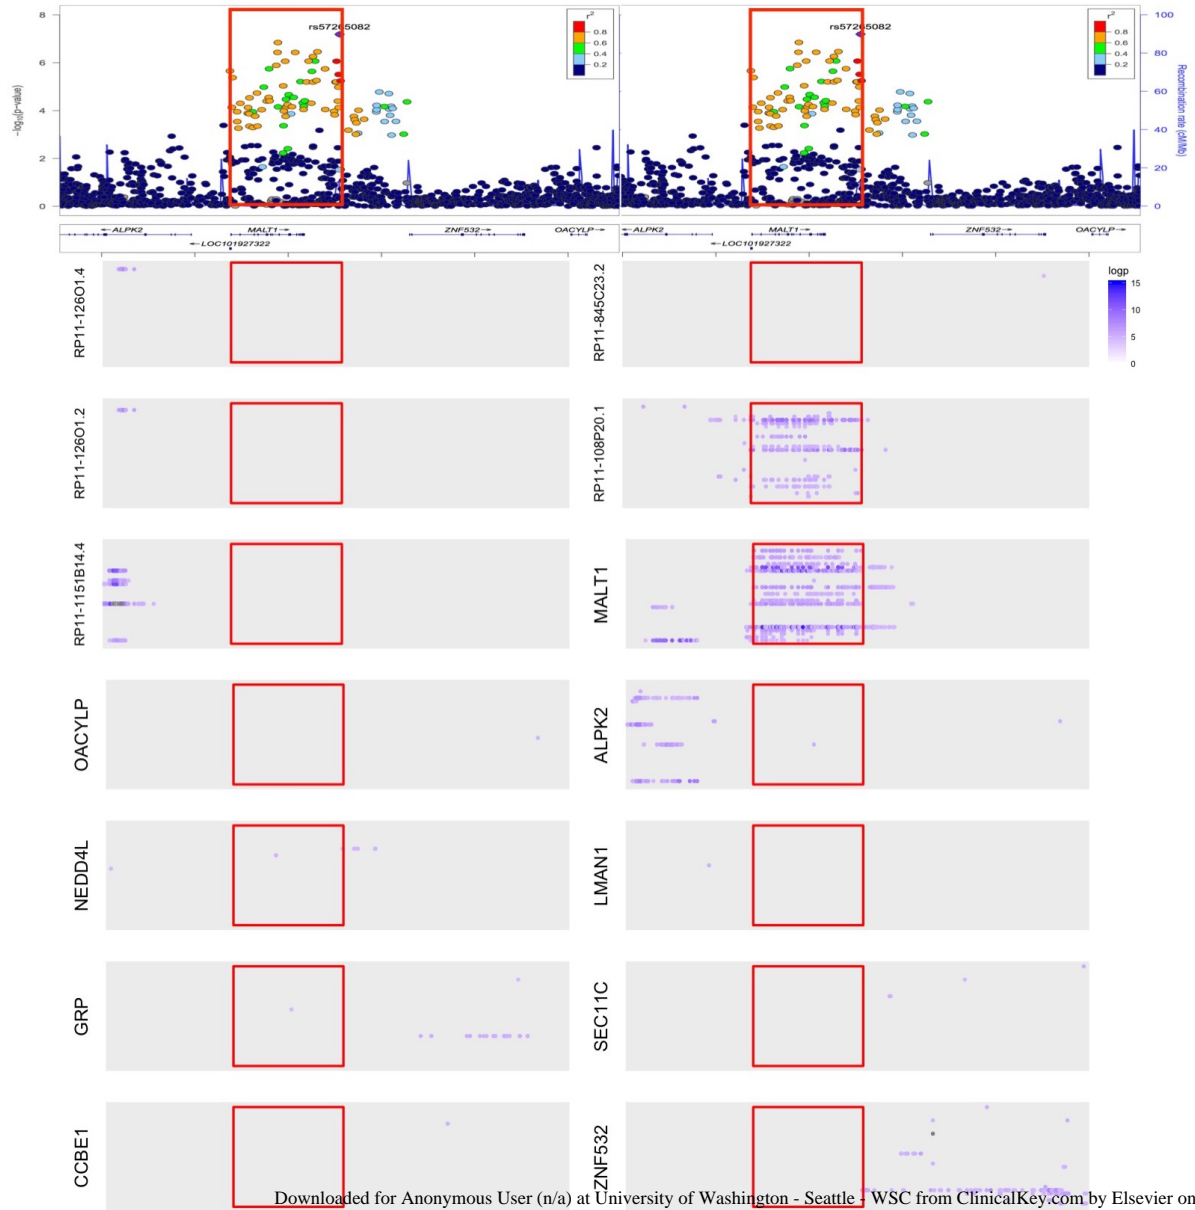 8
6
4
2
0
-log₁₀(p-value)
rs57265082
r²
0.8
0.6
0.4
0.2
rs57265082
r²
0.8
0.6
0.4
0.2
100
80
60
40
20
0
Recombination rate (cM/Mb)
←ALPK2
MALT1→
ZNF532→
OACYLP→
←LOC101927322
←ALPK2
MALT1→
ZNF532→
OACYLP→
←LOC101927322
RP11-126O1.4
RP11-845C23.2
logp
15
10
5
0
RP11-126O1.2
RP11-108P20.1
RP11-1151B14.4
MALT1
OACYLP
ALPK2
NEDD4L
LMAN1
GRP
SEC11C
CCBE1
ZNF532
Downloaded for Anonymous User (n/a) at University of Washington - Seattle - WSC from ClinicalKey.com by Elsevier on